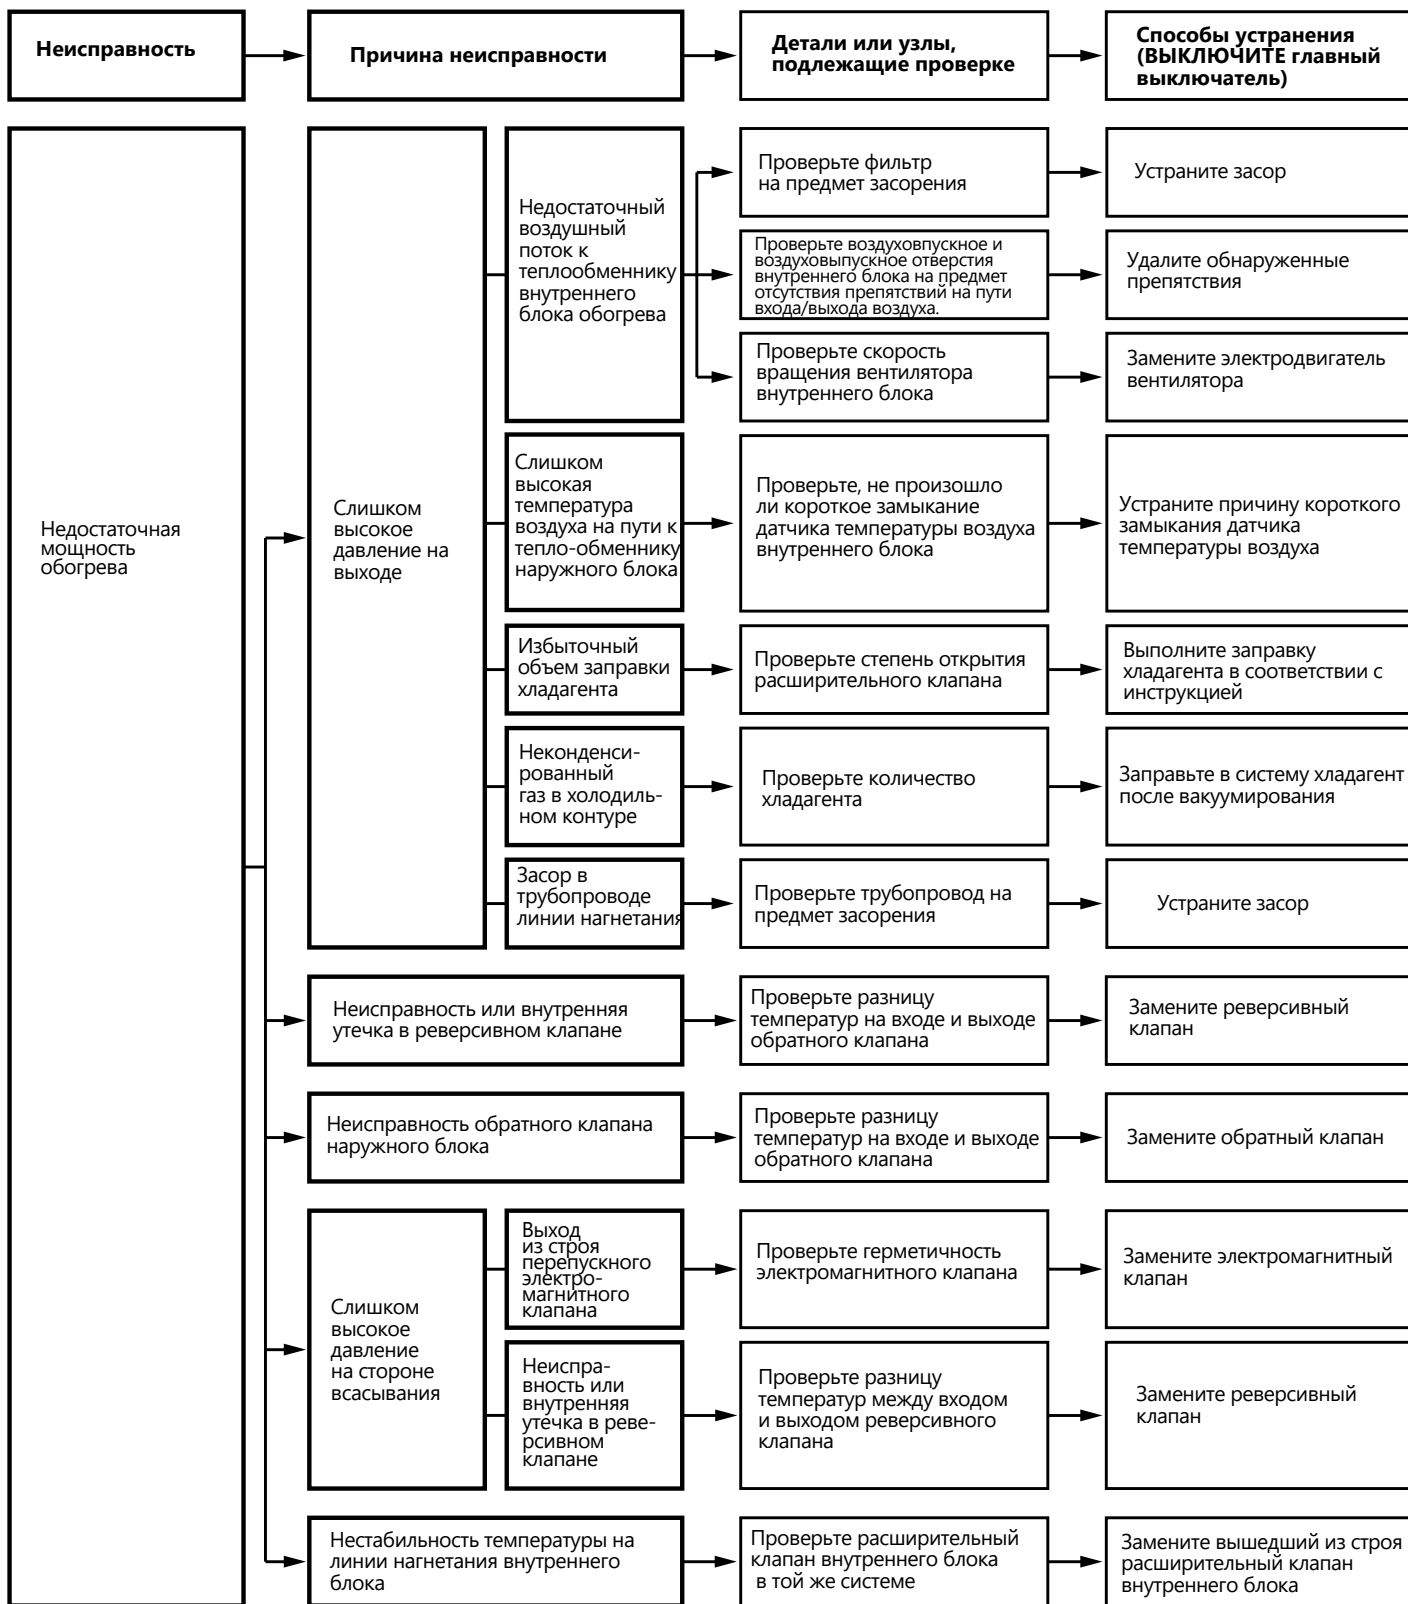 Неисправность
Причина неисправности
Детали или узлы,
подлежащие проверке
Способы устранения
(ВЫКЛЮЧИТЕ главный
выключатель)
Недостаточная
мощность
обогрева
Слишком
высокое
давление на
выходе
Недостаточный
воздушный
поток к
теплообменнику
внутреннего
блока обогрева
Проверьте фильтр
на предмет засорения
Устраните засор
Проверьте воздуховпускное и
воздуховыпускное отверстия
внутреннего блока на предмет
отсутствия препятствий на пути
входа/выхода воздуха.
Удалите обнаруженные
препятствия
Проверьте скорость
вращения вентилятора
внутреннего блока
Замените электродвигатель
вентилятора
Слишком
высокая
температура
воздуха на пути к
тепло-обменнику
наружного блока
Проверьте, не произошло
ли короткое замыкание
датчика температуры воздуха
внутреннего блока
Устраните причину короткого
замыкания датчика
температуры воздуха
Избыточный
объем заправки
хладагента
Проверьте степень открытия
расширительного клапана
Выполните заправку
хладагента в соответствии с
инструкцией
Неконденси-
рованный
газ в холодиль-
ном контуре
Проверьте количество
хладагента
Заправьте в систему хладагент
после вакуумирования
Засор в
трубопроводе
линии нагнетания
Проверьте трубопровод на
предмет засорения
Устраните засор
Неисправность или внутренняя
утечка в реверсивном клапане
Проверьте разницу
температур на входе и выходе
обратного клапана
Замените реверсивный
клапан
Неисправность обратного клапана
наружного блока
Проверьте разницу
температур на входе и выходе
обратного клапана
Замените обратный клапан
Слишком
высокое
давление
на стороне
всасывания
Выход
из строя
перепускного
электро-
магнитного
клапана
Проверьте герметичность
электромагнитного клапана
Замените электромагнитный
клапан
Неиспра-
вность или
внутренняя
утечка в реве-
рсивном
клапане
Проверьте разницу
температур между входом
и выходом реверсивного
клапана
Замените реверсивный
клапан
Нестабильность температуры на
линии нагнетания внутреннего
блока
Проверьте расширительный
клапан внутреннего блока
в той же системе
Замените вышедший из строя
расширительный клапан
внутреннего блока